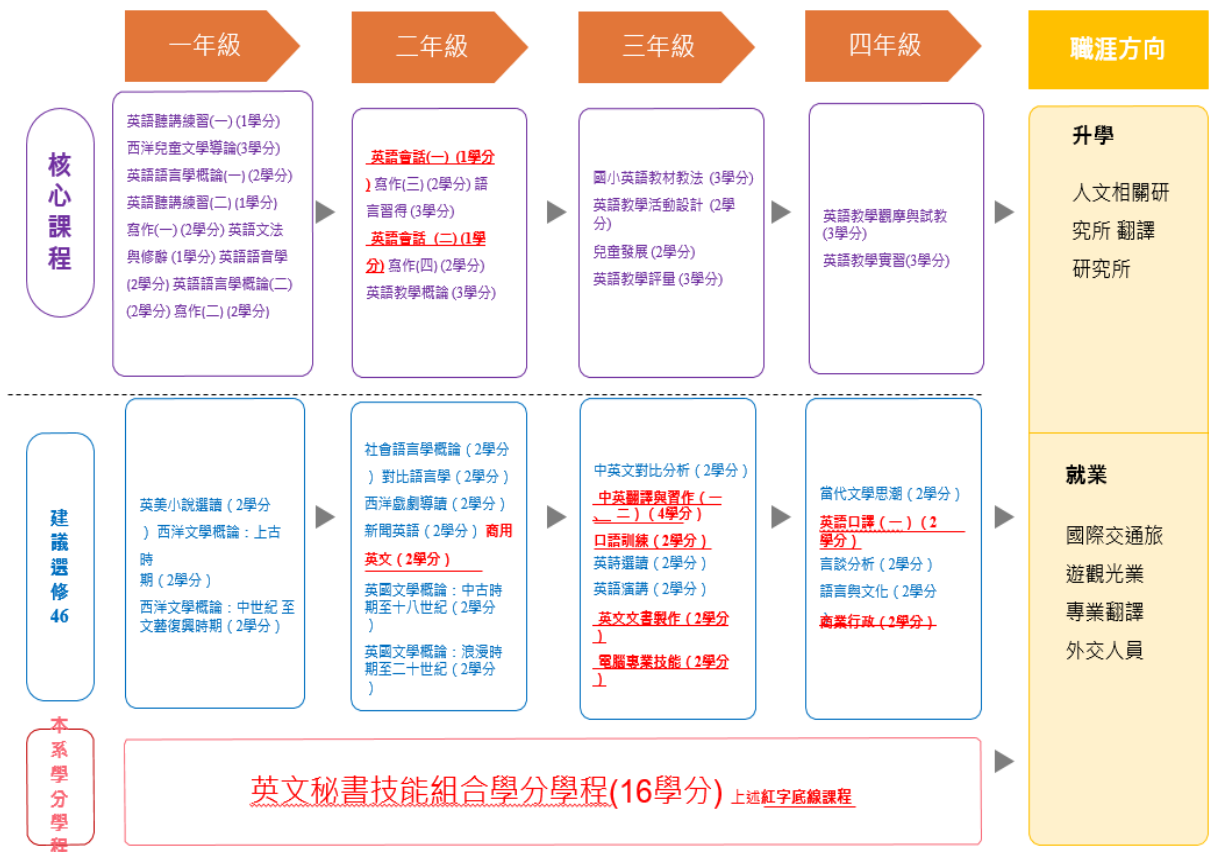 一年級
二年級
三年級
四年級
職涯方向
核心課程
英語聽講練習(一) (1學分)
西洋兒童文學導論(3學分)
英語語言學概論(一) (2學分)
英語聽講練習(二) (1學分)
寫作(一) (2學分) 英語文法
與修辭 (1學分) 英語語音學
(2學分) 英語語言學概論(二)
(2學分) 寫作(二) (2學分)
英語會話(一) (1學分
) 寫作(三) (2學分) 語
言習得 (3學分)
英語會話 (二) (1學
分) 寫作(四) (2學分)
英語教學概論 (3學分)
國小英語教材教法 (3學分)
英語教學活動設計 (2學
分)
兒童發展 (2學分)
英語教學評量 (3學分)
英語教學觀摩與試教
(3學分)
英語教學實習(3學分)
升學
人文相關研
究所 翻譯
研究所
建議選修
46
英美小說選讀（2學分
） 西洋文學概論：上古
時
期（2學分）
西洋文學概論：中世紀 至
文藝復興時期（2學分）
社會語言學概論（2學分
） 對比語言學（2學分）
西洋戲劇導讀（2學分）
新聞英語（2學分） 商用
英文（2學分）
英國文學概論：中古時
期至十八世紀（2學分
）
英國文學概論：浪漫時
期至二十世紀（2學分
）
中英文對比分析（2學分）
中英翻譯與習作（一
、二）（4學分）
口語訓練（2學分）
英詩選讀（2學分）
英語演講（2學分）
英文文書製作（2學分
）
電腦專業技能（2學分
）
當代文學思潮（2學分）
英語口譯（一）（2
學分）
言談分析（2學分）
語言與文化（2學分
）
商業行政（2學分）
就業
國際交通旅
遊觀光業
專業翻譯
外交人員
本系學分學程
英文秘書技能組合學分學程(16學分) 上述紅字底線課程